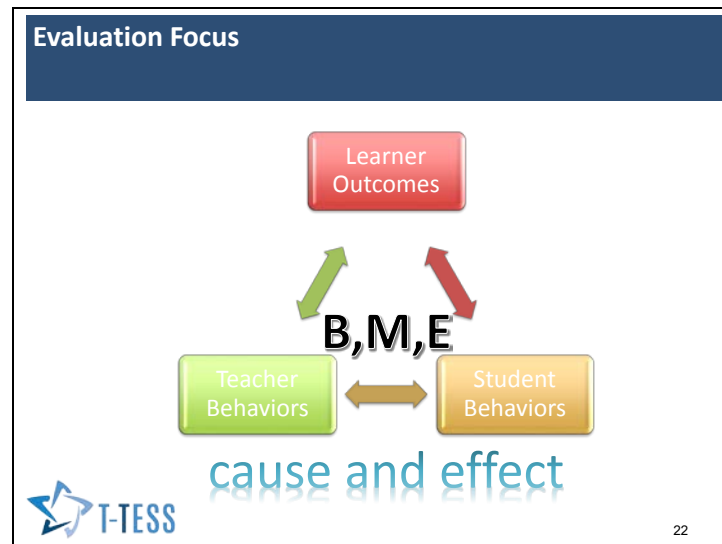 Evaluation Focus
Learner
Outcomes
B,M,E
Teacher
Behaviors
Student
Behaviors
cause and effect
T-TESS
22